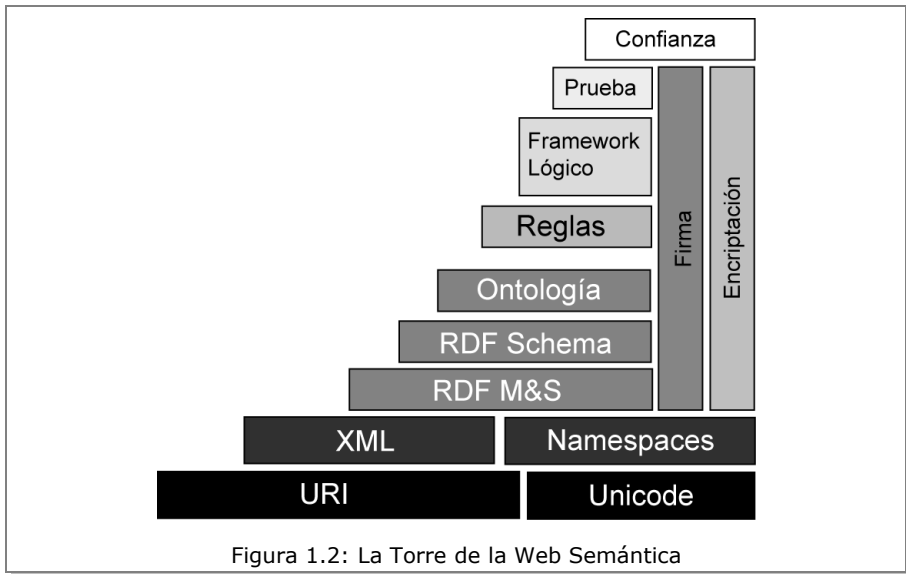 Confianza
Prueba
Framework
Lógico
Reglas
Firma
Encriptación
Ontología
RDF Schema
RDF M&S
XML
Namespaces
URI
Unicode
Figura 1.2: La Torre de la Web Semántica